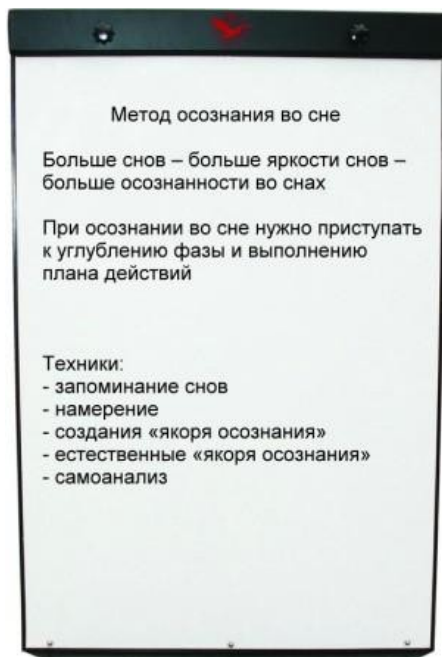 Метод осознания во сне
Больше снов – больше яркости снов –
больше осознанности во снах
При осознании во сне нужно приступать
к углублению фазы и выполнению
плана действий
Техники:
- запоминание снов
- намерение
- создания «якоря осознания»
- естественные «якоря осознания»
- самоанализ